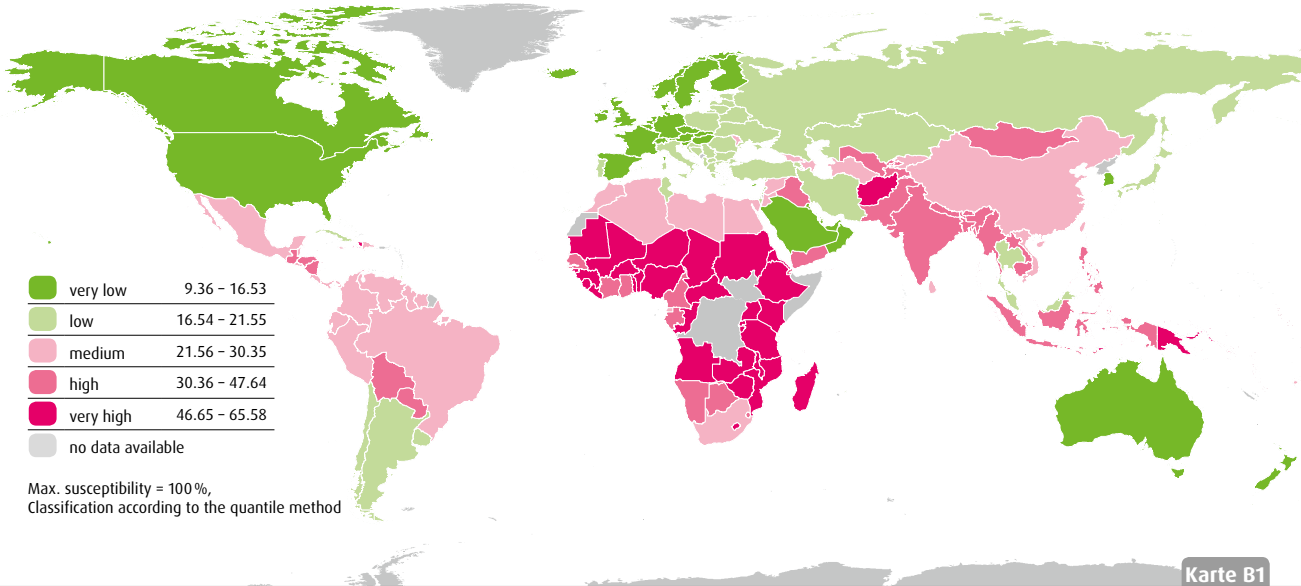 very low 9.36 – 16.53
low 16.54 – 21.55
medium 21.56 – 30.35
high 30.36 – 47.64
very high 46.65 – 65.58
no data available
Max. susceptibility = 100 %,
Classification according to the quantile method
Karte B1